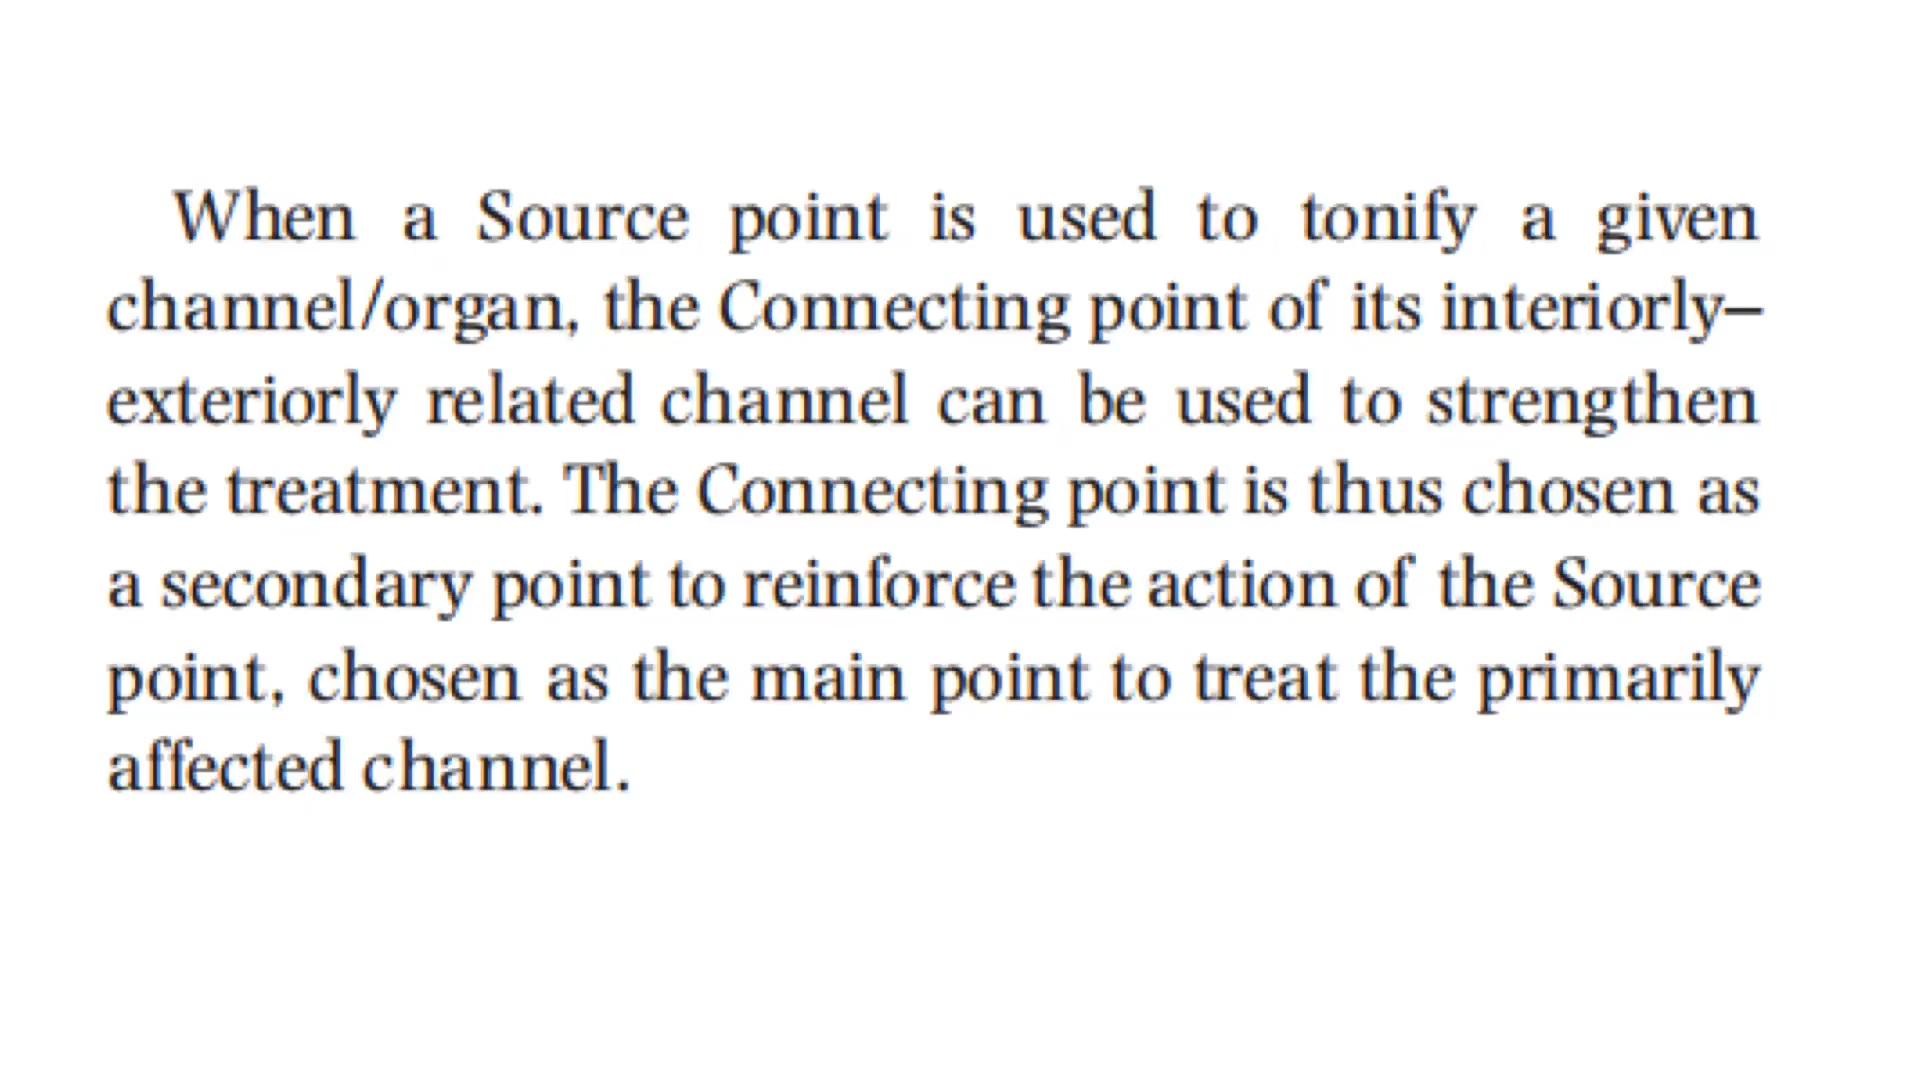 When a Source point is used to tonify a given
channel/organ, the Connecting point of its interiorly–
exteriorly related channel can be used to strengthen
the treatment. The Connecting point is thus chosen as
a secondary point to reinforce the action of the Source
point, chosen as the main point to treat the primarily
affected channel.